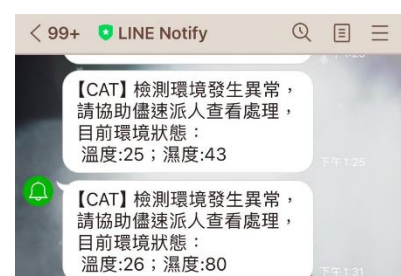 99+ LINE Notify
【CAT】檢測環境發生異常，
請協助儘速派人查看處理，
目前環境狀態：
溫度:25；濕度:43
下午 1:25
【CAT】檢測環境發生異常，
請協助儘速派人查看處理，
目前環境狀態：
溫度:26；濕度:80
下午 1:31